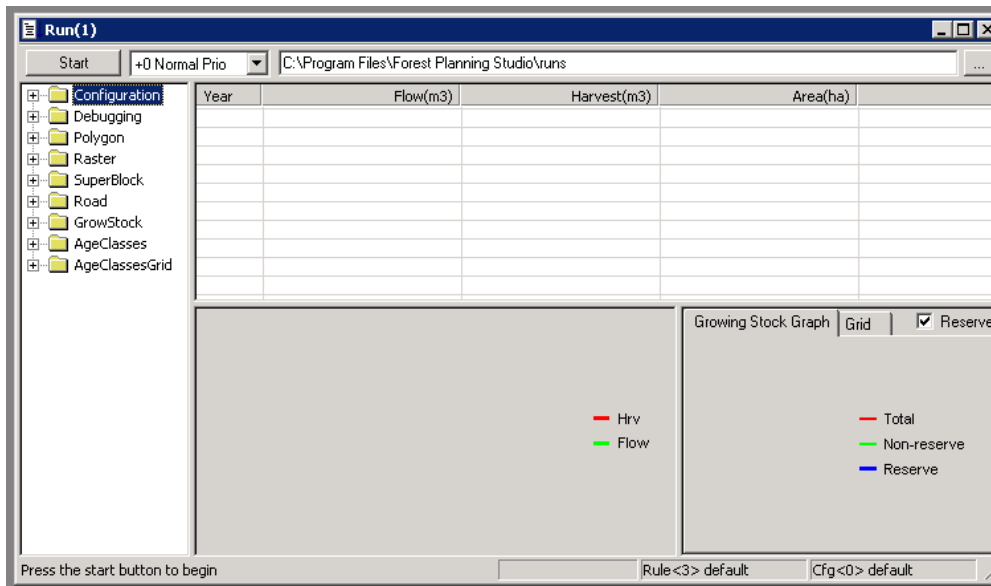 Run(1)
Start +0 Normal Prio C:\Program Files\Forest Planning Studio\runs ...
Configuration
Debugging
Polygon
Raster
SuperBlock
Road
GrowStock
AgeClasses
AgeClassesGrid
Year Flow(m3) Harvest(m3) Area(ha)
Hrv
Flow
Growing Stock Graph Grid Reserve
Total
Non-reserve
Reserve
Press the start button to begin Rule<3> default Cfg<0> default